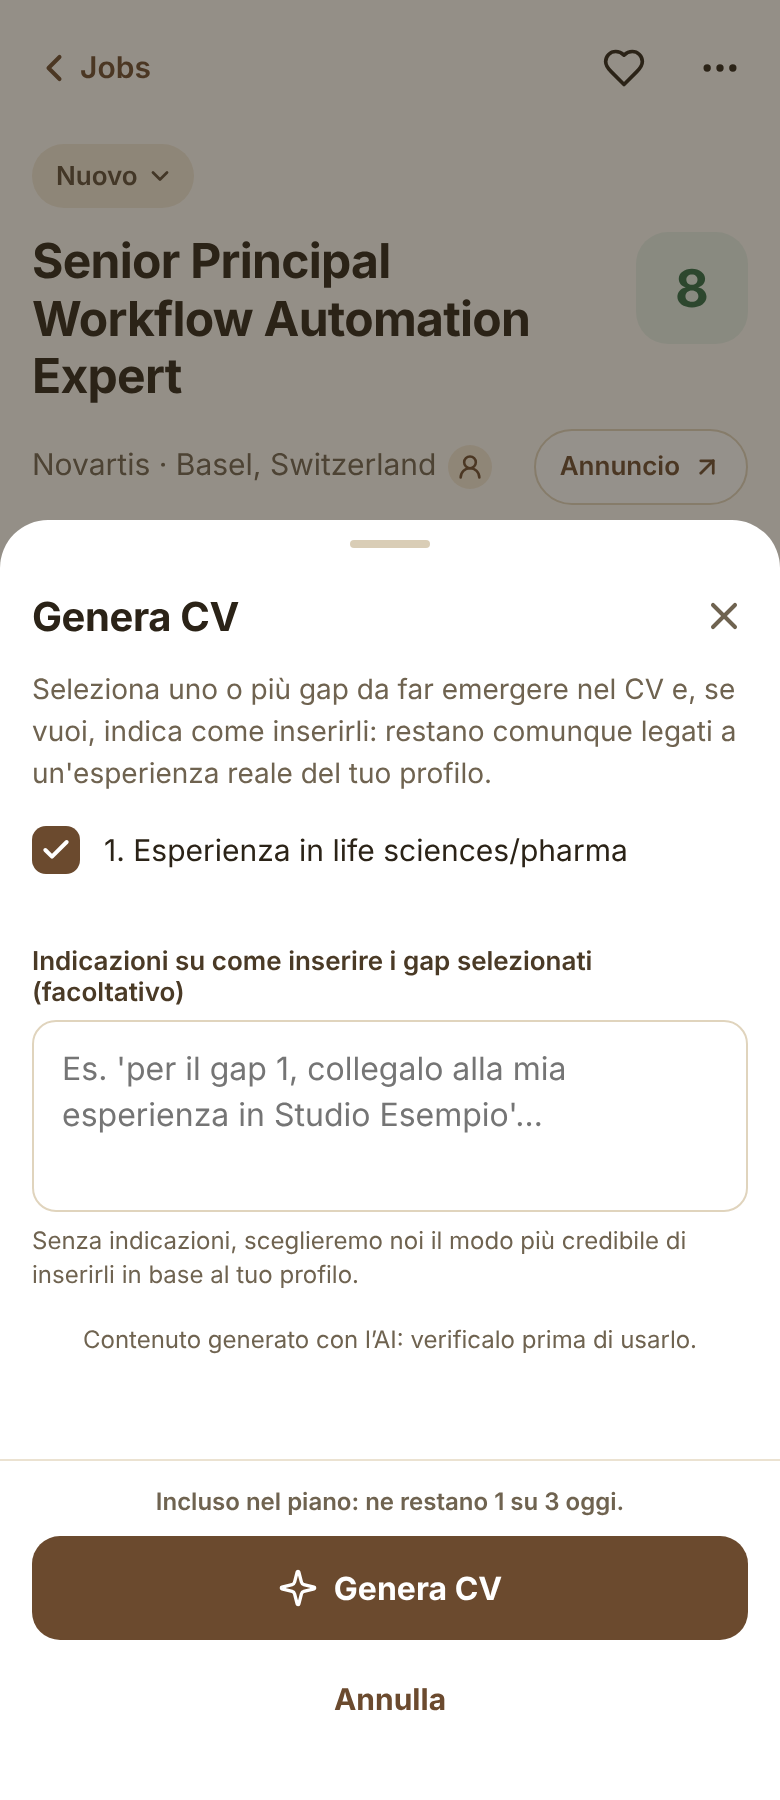 Jobs
Nuovo
Senior Principal
Workflow Automation
Expert
8
Novartis · Basel, Switzerland
Annuncio
Genera CV
Seleziona uno o più gap da far emergere nel CV e, se
vuoi, indica come inserirli: restano comunque legati a
un'esperienza reale del tuo profilo.
1. Esperienza in life sciences/pharma
Indicazioni su come inserire i gap selezionati
(facoltativo)
Es. 'per il gap 1, collegalo alla mia
esperienza in Studio Esempio'...
Senza indicazioni, sceglieremo noi il modo più credibile di
inserirli in base al tuo profilo.
Contenuto generato con l’AI: verificalo prima di usarlo.
Incluso nel piano: ne restano 1 su 3 oggi.
Genera CV
Annulla